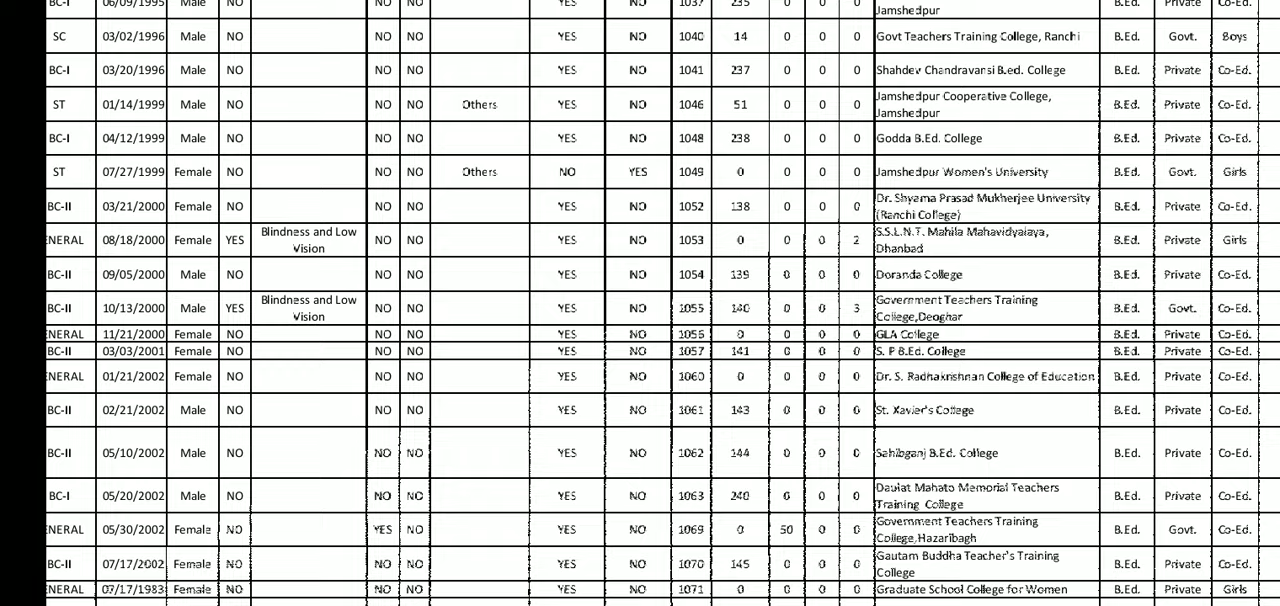 BC-I 06/09/1995 Male NO NO NO YES NO 1037 235 0 0 0 Jamshedpur B.Ed. Private Co-Ed.
SC 03/02/1996 Male NO NO NO YES NO 1040 14 0 0 0 Govt Teachers Training College, Ranchi B.Ed. Govt. Boys
BC-I 03/20/1996 Male NO NO NO YES NO 1041 237 0 0 0 Shahdev Chandravansi B.ed. College B.Ed. Private Co-Ed.
ST 01/14/1999 Male NO NO NO Others YES NO 1046 51 0 0 0 Jamshedpur Cooperative College,
Jamshedpur B.Ed. Private Co-Ed.
BC-I 04/12/1999 Male NO NO NO YES NO 1048 238 0 0 0 Godda B.Ed. College B.Ed. Private Co-Ed.
ST 07/27/1999 Female NO NO NO Others NO YES 1049 0 0 0 0 Jamshedpur Women's University B.Ed. Govt. Girls
BC-II 03/21/2000 Female NO NO NO YES NO 1052 138 0 0 0 Dr. Shyama Prasad Mukherjee University
(Ranchi College) B.Ed. Private Co-Ed.
ENERAL 08/18/2000 Female YES Blindness and Low
Vision NO NO YES NO 1053 0 0 0 2 S.S.L.N.T. Mahila Mahavidyalaya,
Dhanbad B.Ed. Private Girls
BC-II 09/05/2000 Female NO NO NO YES NO 1054 139 0 0 0 Doranda College B.Ed. Private Co-Ed.
BC-II 10/13/2000 Male YES Blindness and Low
Vision NO NO YES NO 1055 140 0 0 3 Government Teachers Training
College,Deoghar B.Ed. Govt. Co-Ed.
ENERAL 11/21/2000 Female NO NO NO YES NO 1056 0 0 0 0 GLA College B.Ed. Private Co-Ed.
BC-II 03/03/2001 Female NO NO NO YES NO 1057 141 0 0 0 S. P B.Ed. College B.Ed. Private Co-Ed.
ENERAL 01/21/2002 Female NO NO NO YES NO 1060 0 0 0 0 Dr. S. Radhakrishnan College of Education B.Ed. Private Co-Ed.
BC-II 02/21/2002 Male NO NO NO YES NO 1061 143 0 0 0 St. Xavier's College B.Ed. Private Co-Ed.
BC-II 05/10/2002 Male NO NO NO YES NO 1062 144 0 0 0 Sahibganj B.Ed. College B.Ed. Private Co-Ed.
BC-I 05/20/2002 Male NO NO NO YES NO 1063 240 0 0 0 Daulat Mahato Memorial Teachers
Training College B.Ed. Private Co-Ed.
ENERAL 05/30/2002 Female NO YES NO YES NO 1069 0 50 0 0 Government Teachers Training
College,Hazaribagh B.Ed. Govt. Co-Ed.
BC-II 07/17/2002 Female NO NO NO YES NO 1070 145 0 0 0 Gautam Buddha Teacher's Training
College B.Ed. Private Co-Ed.
ENERAL 07/17/1983 Female NO NO NO YES NO 1071 0 0 0 0 Graduate School College for Women B.Ed. Private Girls